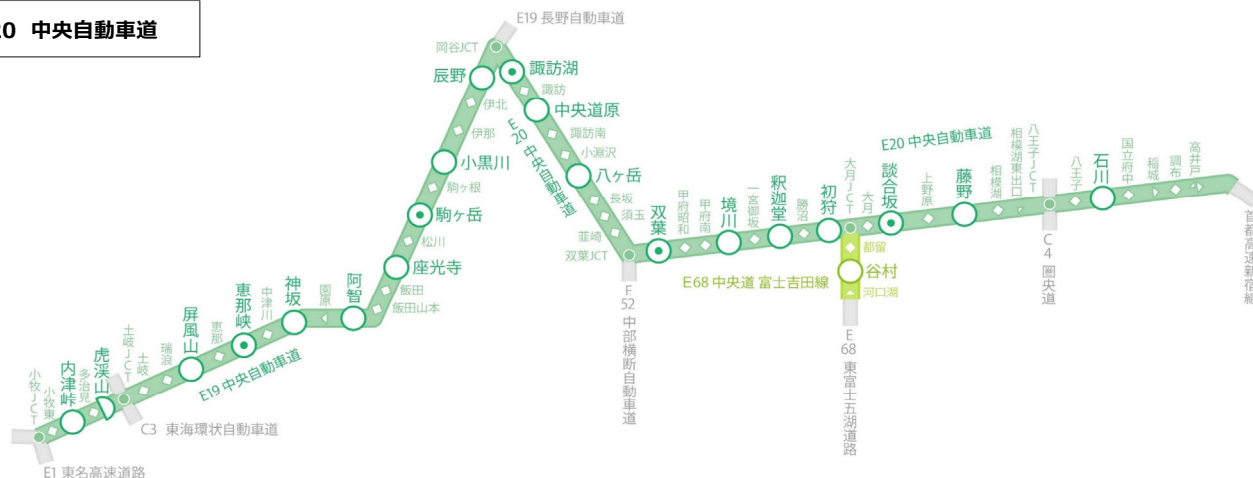 20 中央自動車道
E19 長野自動車道
岡谷JCT
諏訪湖
辰野
諏訪
伊北
中央道原
伊那
諏訪南
E20 中央自動車道
小淵沢
小黒川
八ヶ岳
駒ヶ根
長坂
駒ヶ岳
須玉
松川
韮崎
座光寺
双葉JCT
飯田
飯田山本
阿智
園原
神坂
中津川
恵那峡
恵那
屏風山
瑞浪
土岐
土岐JCT
虎渓山
多治見
内津峠
小牧東
小牧JCT
E19 中央自動車道
C3 東海環状自動車道
E1 東名高速道路
双葉
甲府昭和
甲府南
境川
一宮御坂
釈迦堂
勝沼
初狩
大月JCT
大月
談合坂
上野原
藤野
相模湖
相模湖東出口
八王子JCT
八王子
石川
国立府中
稲城
調布
高井戸
E20 中央自動車道
都留
谷村
河口湖
E68 中央道 富士吉田線
52 中部横断自動車道
E68 東富士五湖道路
C4 圏央道
首都高速新宿線